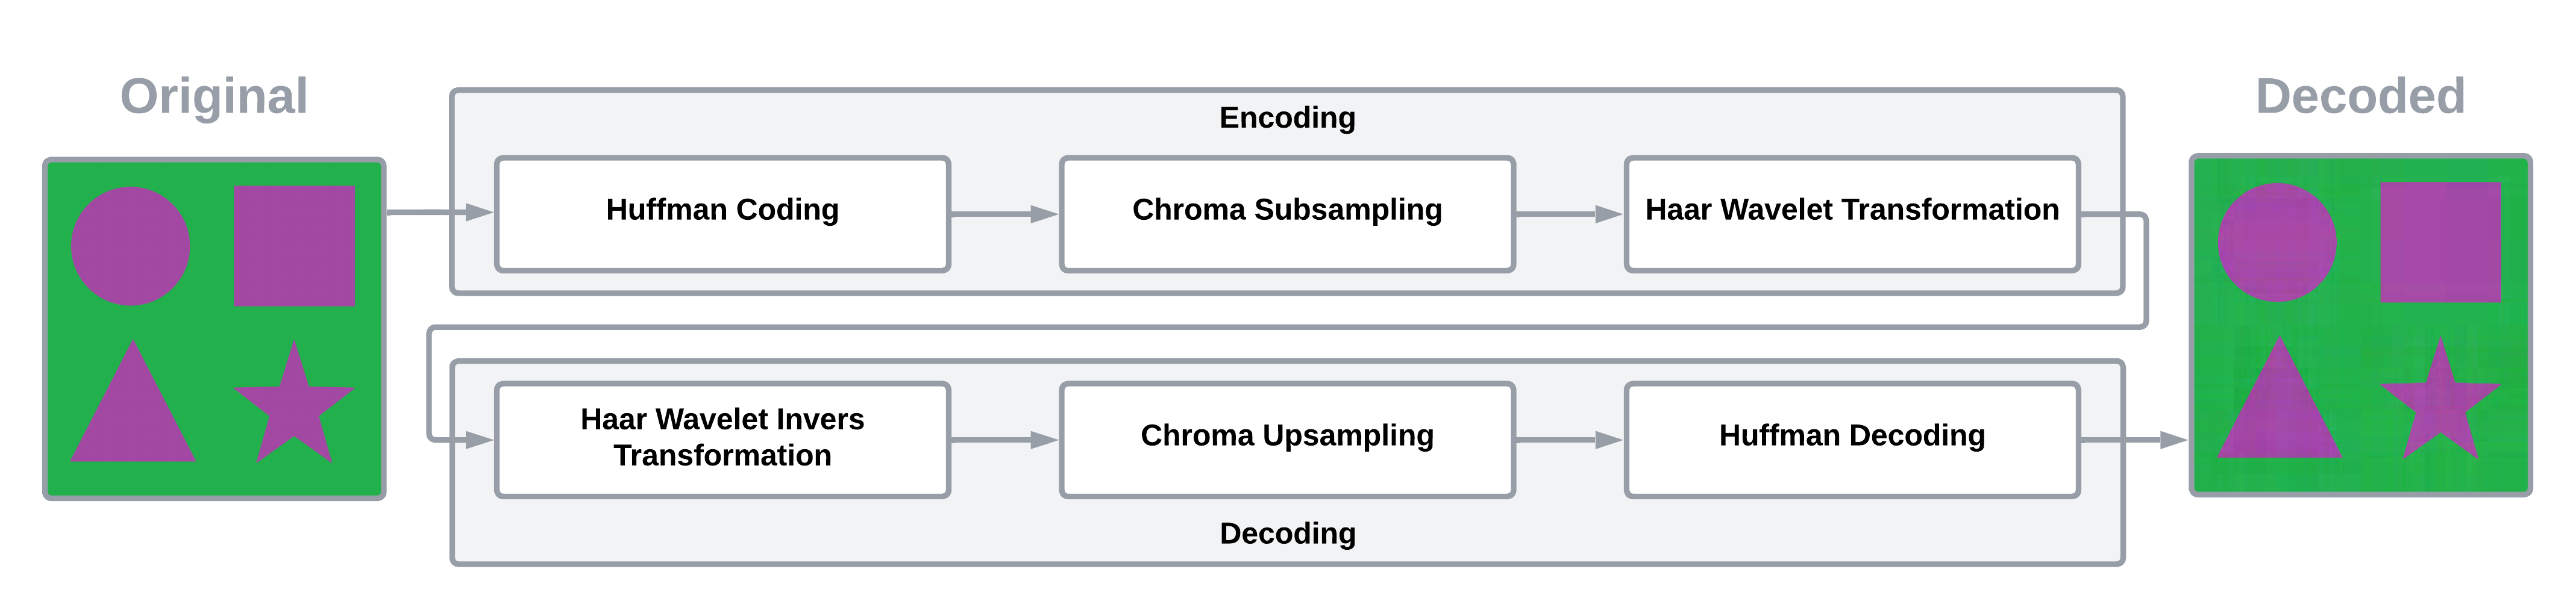 Original
Encoding
Decoded
Huffman Coding
Chroma Subsampling
Haar Wavelet Transformation
Haar Wavelet Invers
Transformation
Chroma Upsampling
Huffman Decoding
Decoding